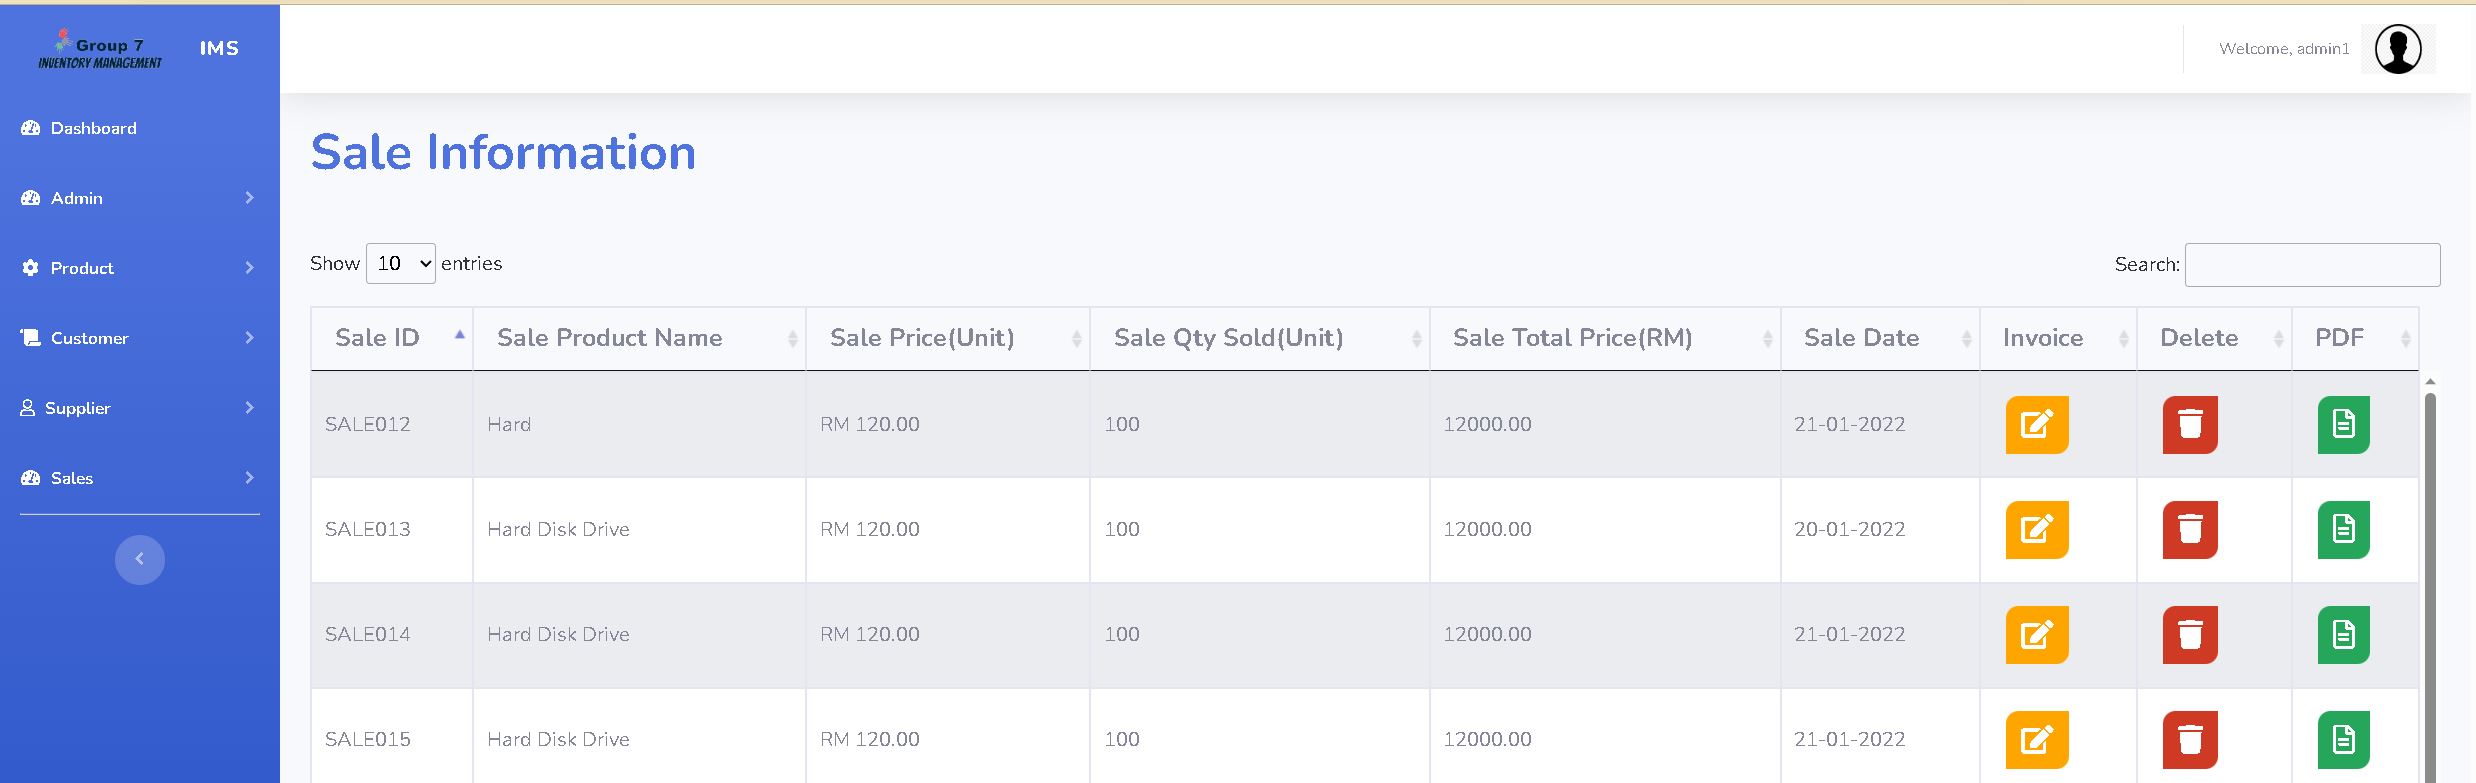 Group 7
INVENTORY MANAGEMENT
IMS
Welcome, admin1
Dashboard
Admin
Product
Customer
Supplier
Sales
Sale Information
Show 10 entries
Search:
Sale ID Sale Product Name Sale Price(Unit) Sale Qty Sold(Unit) Sale Total Price(RM) Sale Date Invoice Delete PDF
SALE012 Hard RM 120.00 100 12000.00 21-01-2022
SALE013 Hard Disk Drive RM 120.00 100 12000.00 20-01-2022
SALE014 Hard Disk Drive RM 120.00 100 12000.00 21-01-2022
SALE015 Hard Disk Drive RM 120.00 100 12000.00 21-01-2022